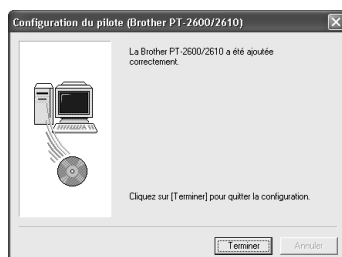 Configuration du pilote (Brother PT-2600/2610)
La Brother PT-2600/2610 a été ajoutée
correctement.
Cliquez sur [Terminer] pour quitter la configuration.
Terminer
Annuler